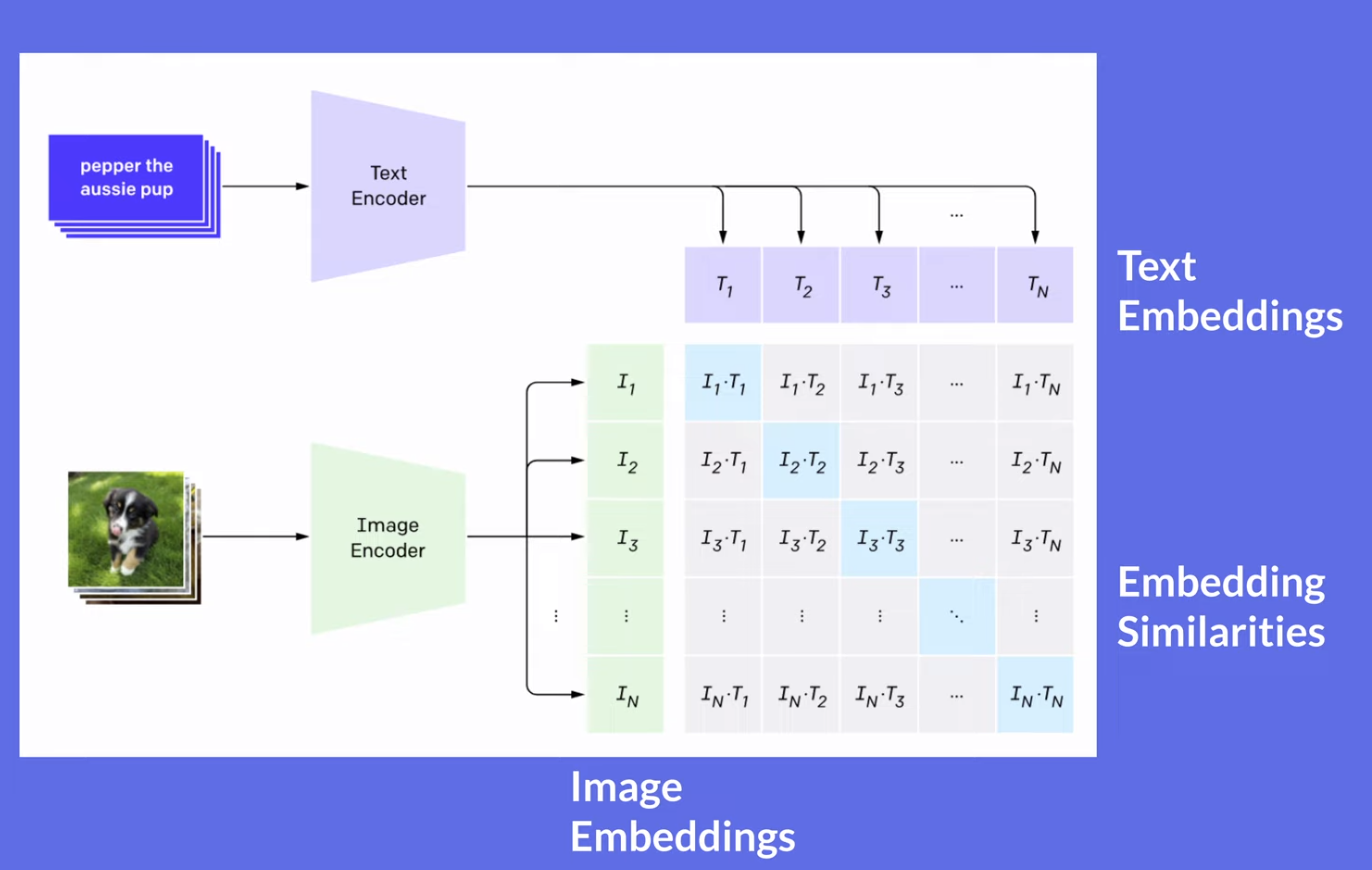 pepper the
aussie pup
Text
Encoder
...
T1 T2 T3 ... TN
Text
Embeddings
I1 I1·T1 I1·T2 I1·T3 ... I1·TN
I2 I2·T1 I2·T2 I2·T3 ... I2·TN
Image
Encoder
I3 I3·T1 I3·T2 I3·T3 ... I3·TN
⋮ ⋮ ⋮ ⋮ ⋮ ⋱ ⋮
IN IN·T1 IN·T2 IN·T3 ... IN·TN
Embedding
Similarities
Image
Embeddings